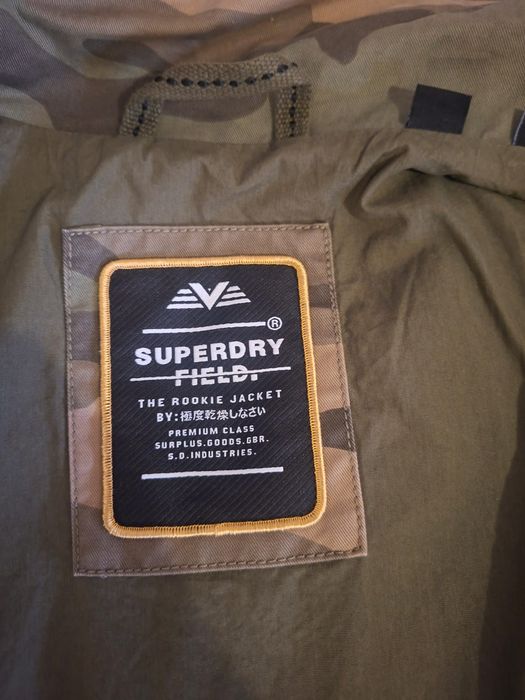 ®
SUPERDRY
FIELD.
THE ROOKIE JACKET
BY:極度乾燥しなさい
PREMIUM CLASS
SURPLUS.GOODS.GBR.
S.D.INDUSTRIES.